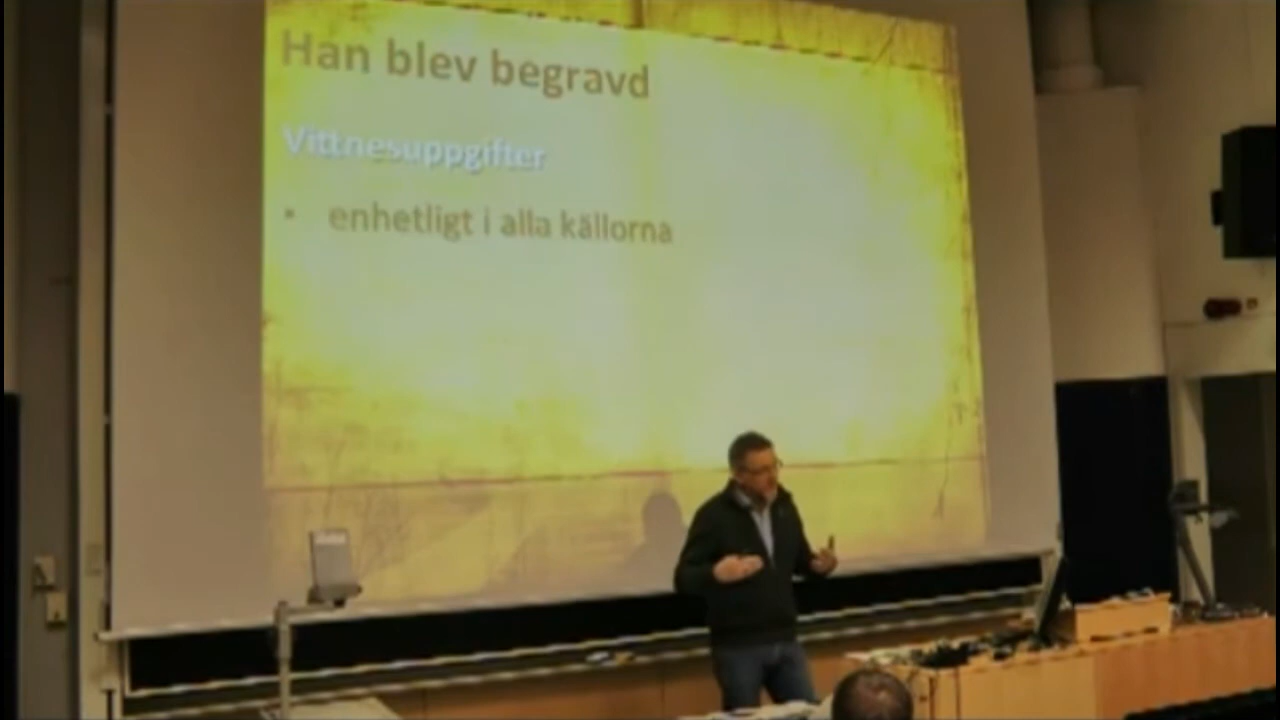 Han blev begravd
Vittnesuppgifter
• enhetligt i alla källorna